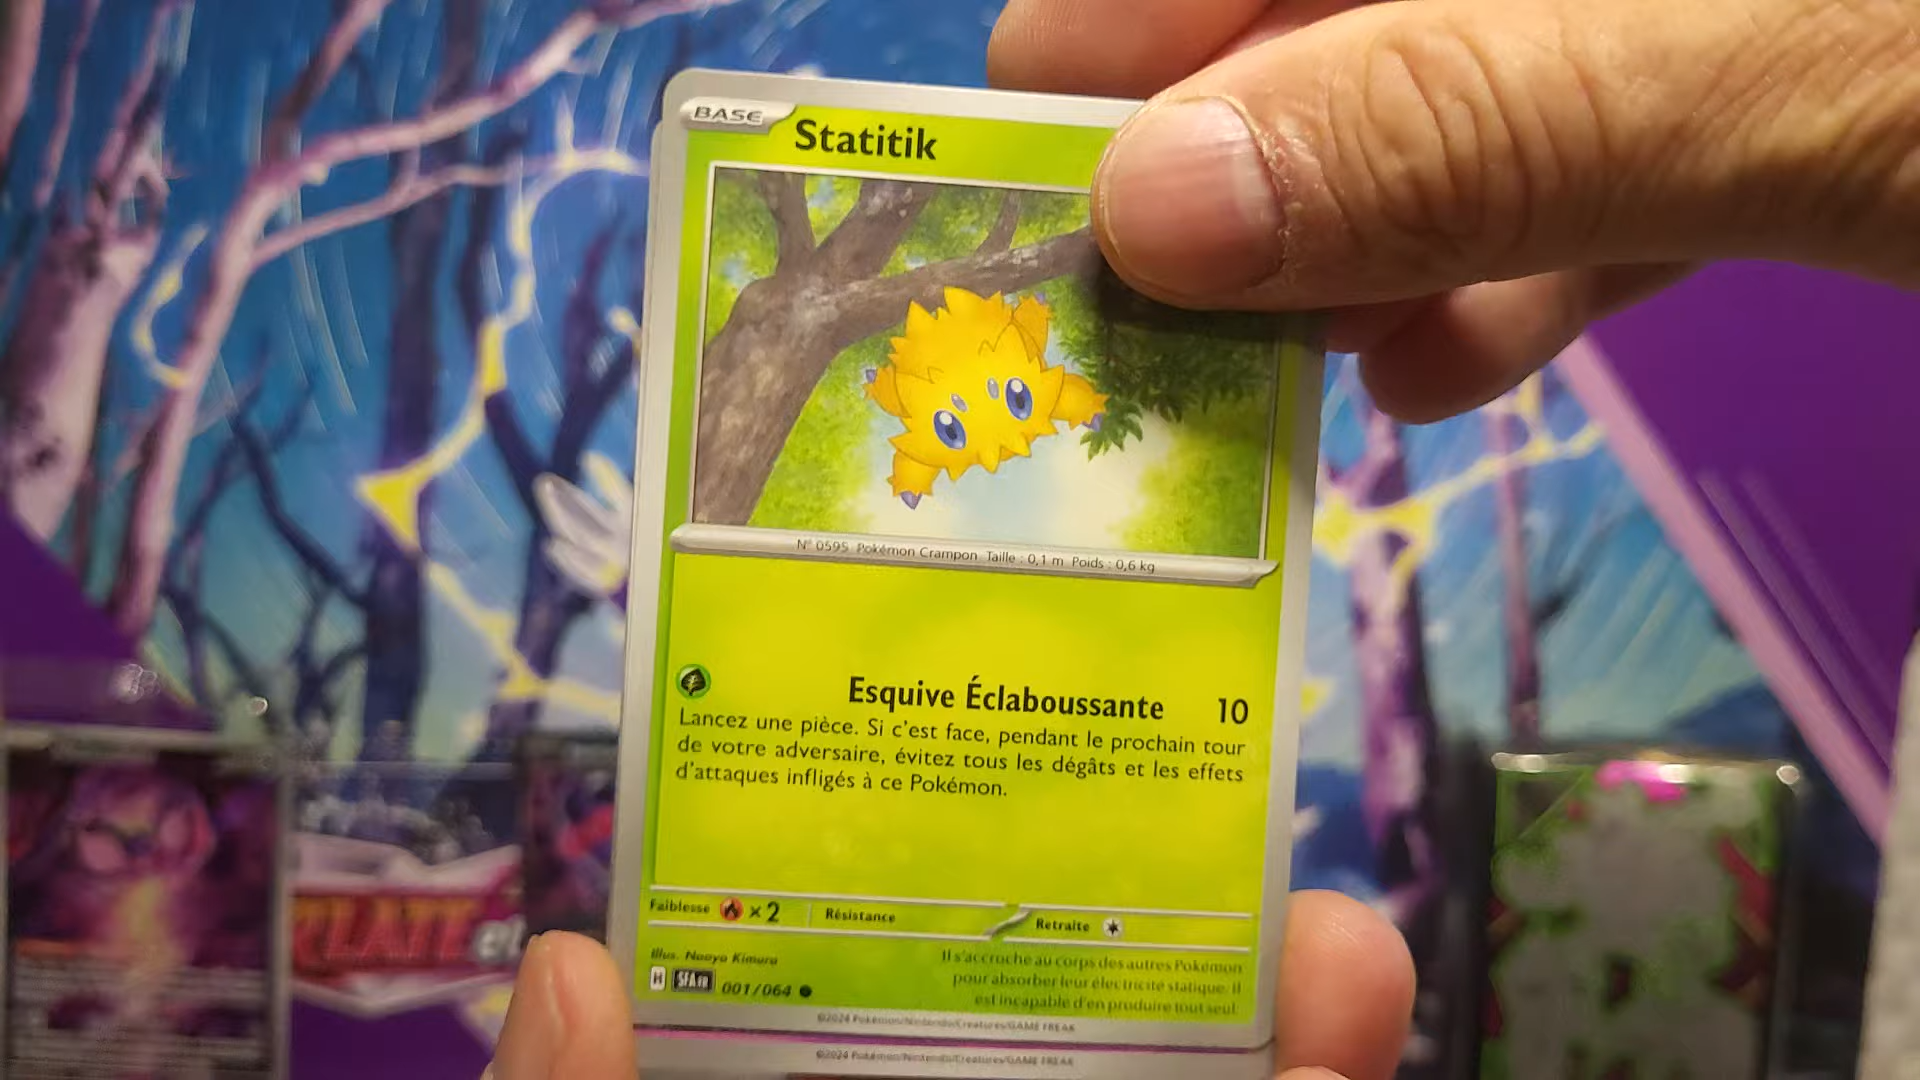 BASE
Statitik
N° 0595 Pokémon Crampon Taille : 0,1 m Poids : 0,6 kg
Esquive Éclaboussante 10
Lancez une pièce. Si c'est face, pendant le prochain tour
de votre adversaire, évitez tous les dégâts et les effets
d'attaques infligés à ce Pokémon.
Faiblesse ×2 Résistance Retraite
Illus. Naoyo Kimura
H SFA FR 001/064
Il s'accroche au corps des autres Pokémon
pour absorber leur électricité statique. Il
est incapable d'en produire tout seul.
©2024 Pokémon/Nintendo/Creatures/GAME FREAK
©2024 Pokémon/Nintendo/Creatures/GAME FREAK